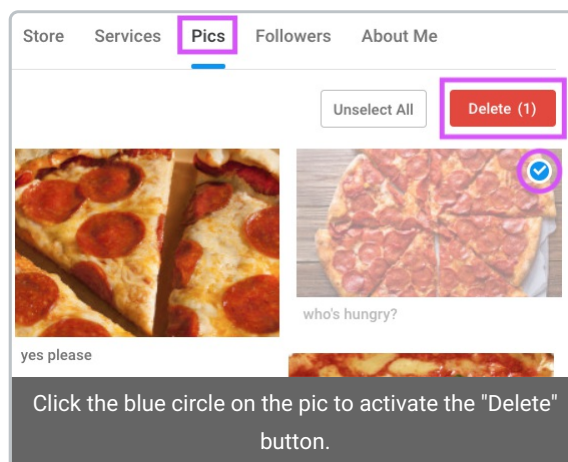 Store Services Pics Followers About Me
Unselect All Delete (1)
who's hungry?
yes please
Click the blue circle on the pic to activate the "Delete"
button.